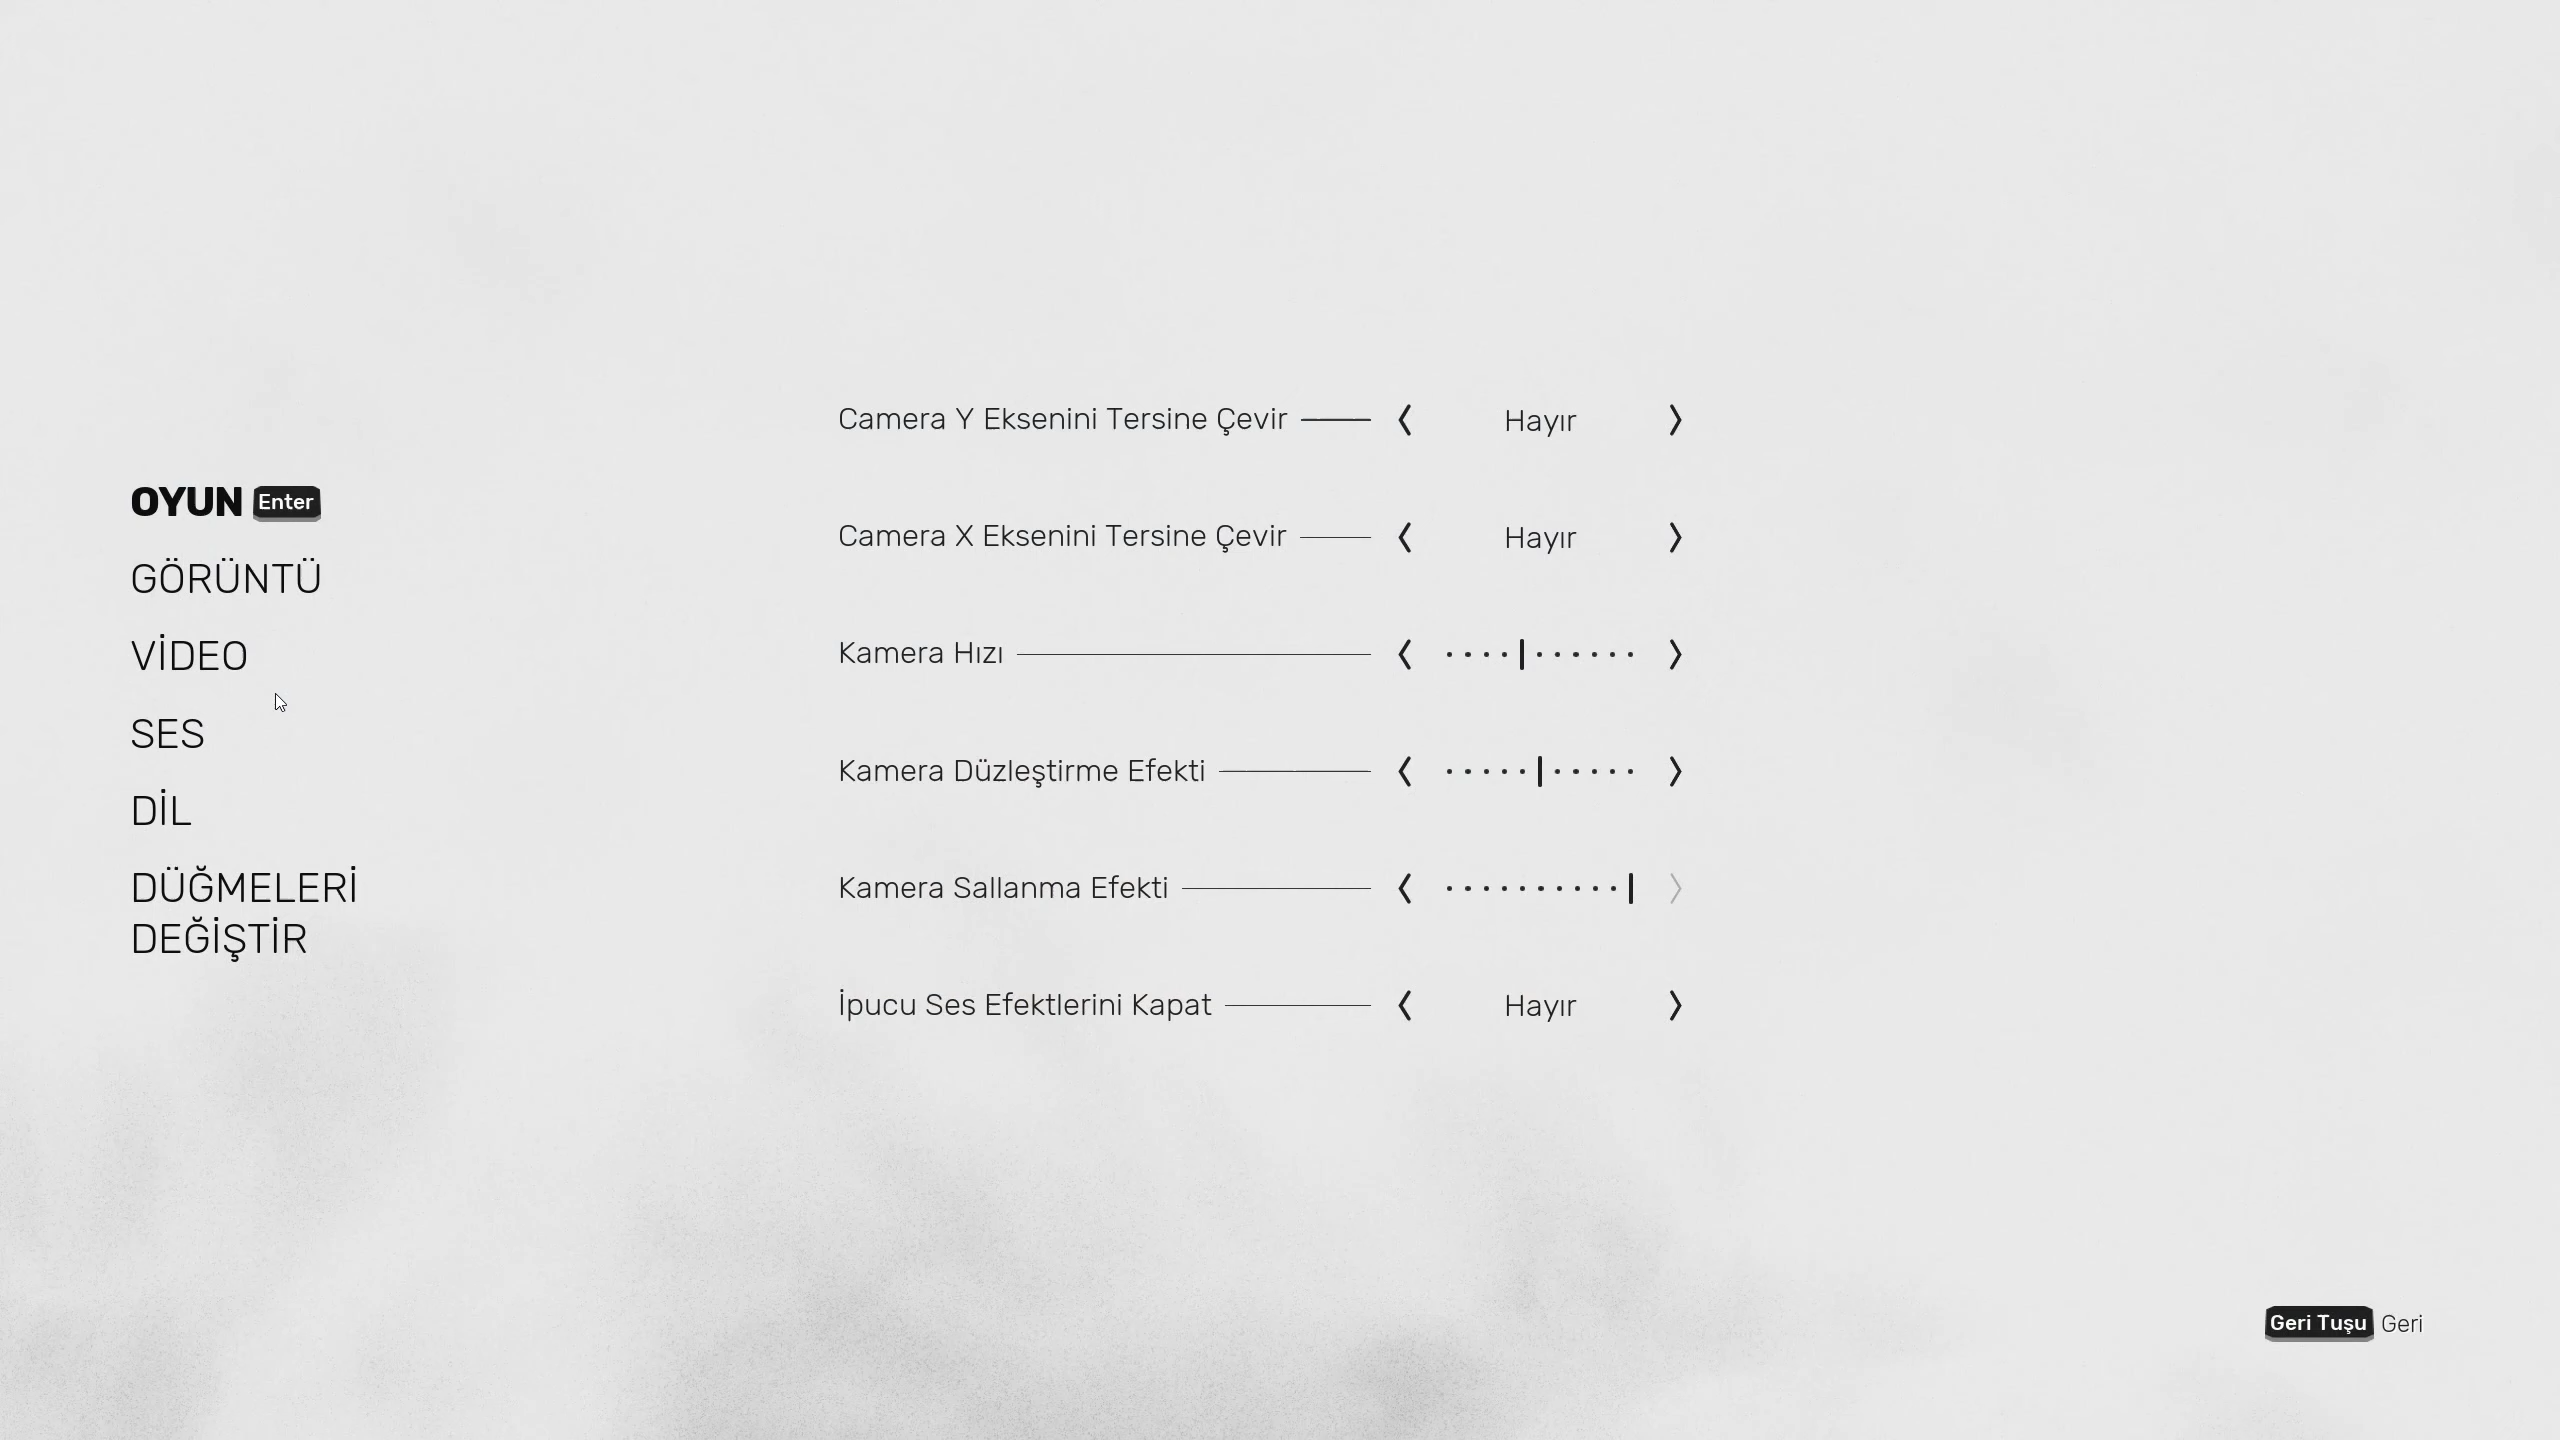 OYUN Enter
GÖRÜNTÜ
VİDEO
SES
DİL
DÜĞMELERİ
DEĞİŞTİR
Camera Y Eksenini Tersine Çevir Hayır
Camera X Eksenini Tersine Çevir Hayır
Kamera Hızı
Kamera Düzleştirme Efekti
Kamera Sallanma Efekti
İpucu Ses Efektlerini Kapat Hayır
Geri Tuşu Geri